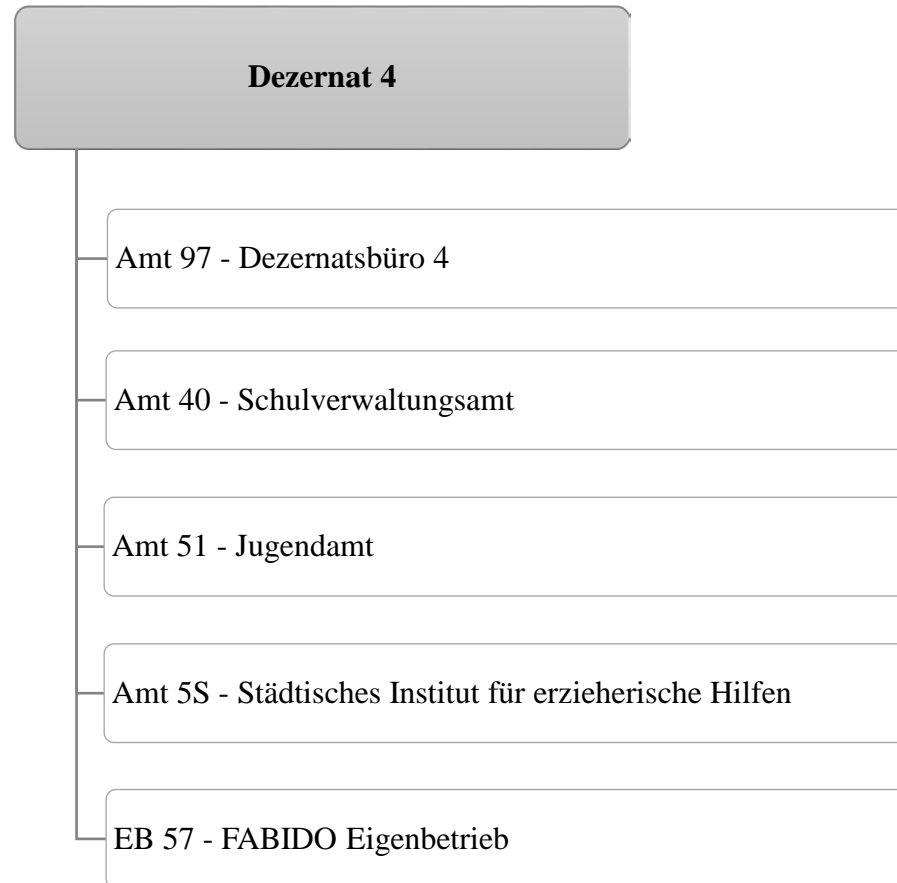 Dezernat 4
Amt 97 - Dezernatsbüro 4
Amt 40 - Schulverwaltungsamt
Amt 51 - Jugendamt
Amt 5S - Städtisches Institut für erzieherische Hilfen
EB 57 - FABIDO Eigenbetrieb